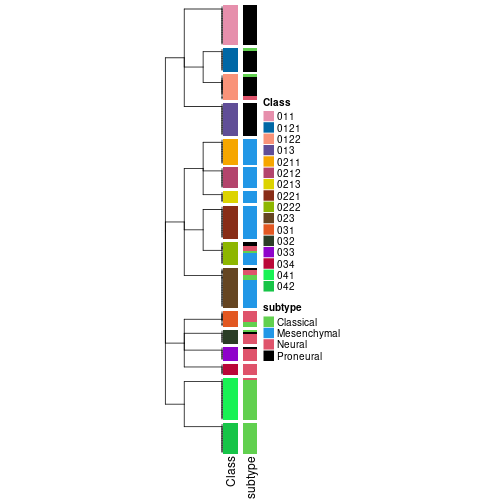 Class
011
0121
0122
013
0211
0212
0213
0221
0222
023
031
032
033
034
041
042
subtype
Classical
Mesenchymal
Neural
Proneural
Class
subtype